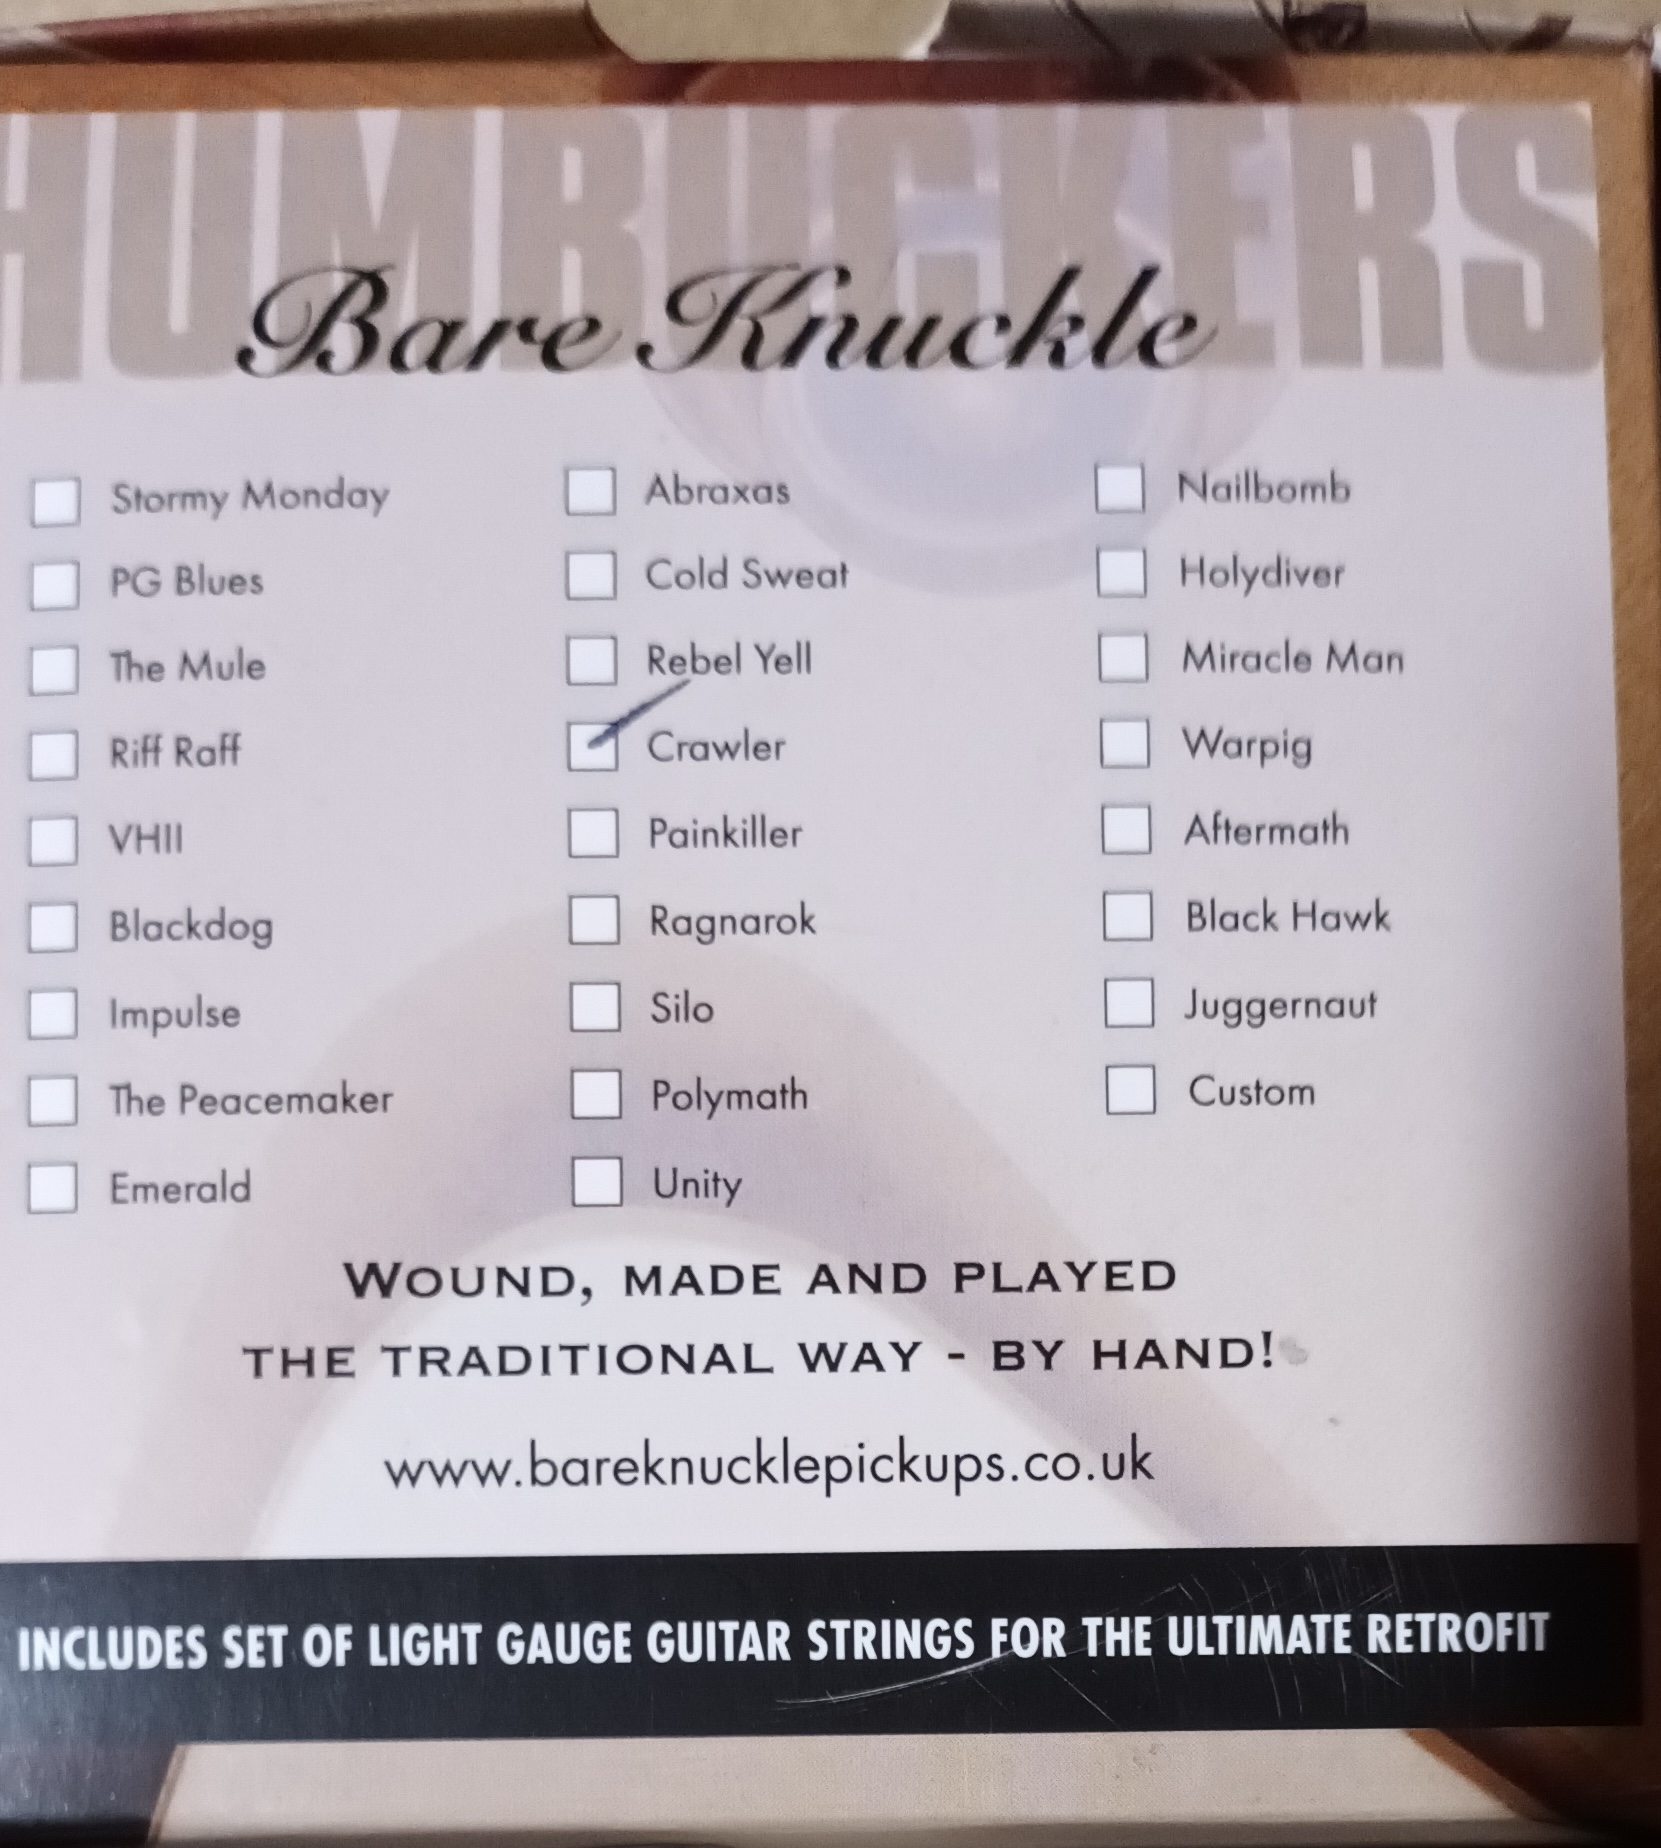 HUMBUCKERS
Bare Knuckle
Stormy Monday
PG Blues
The Mule
Riff Raff
VHII
Blackdog
Impulse
The Peacemaker
Emerald
Abraxas
Cold Sweat
Rebel Yell
Crawler
Painkiller
Ragnarok
Silo
Polymath
Unity
Nailbomb
Holydiver
Miracle Man
Warpig
Aftermath
Black Hawk
Juggernaut
Custom
WOUND, MADE AND PLAYED
THE TRADITIONAL WAY - BY HAND!
www.bareknucklepickups.co.uk
INCLUDES SET OF LIGHT GAUGE GUITAR STRINGS FOR THE ULTIMATE RETROFIT